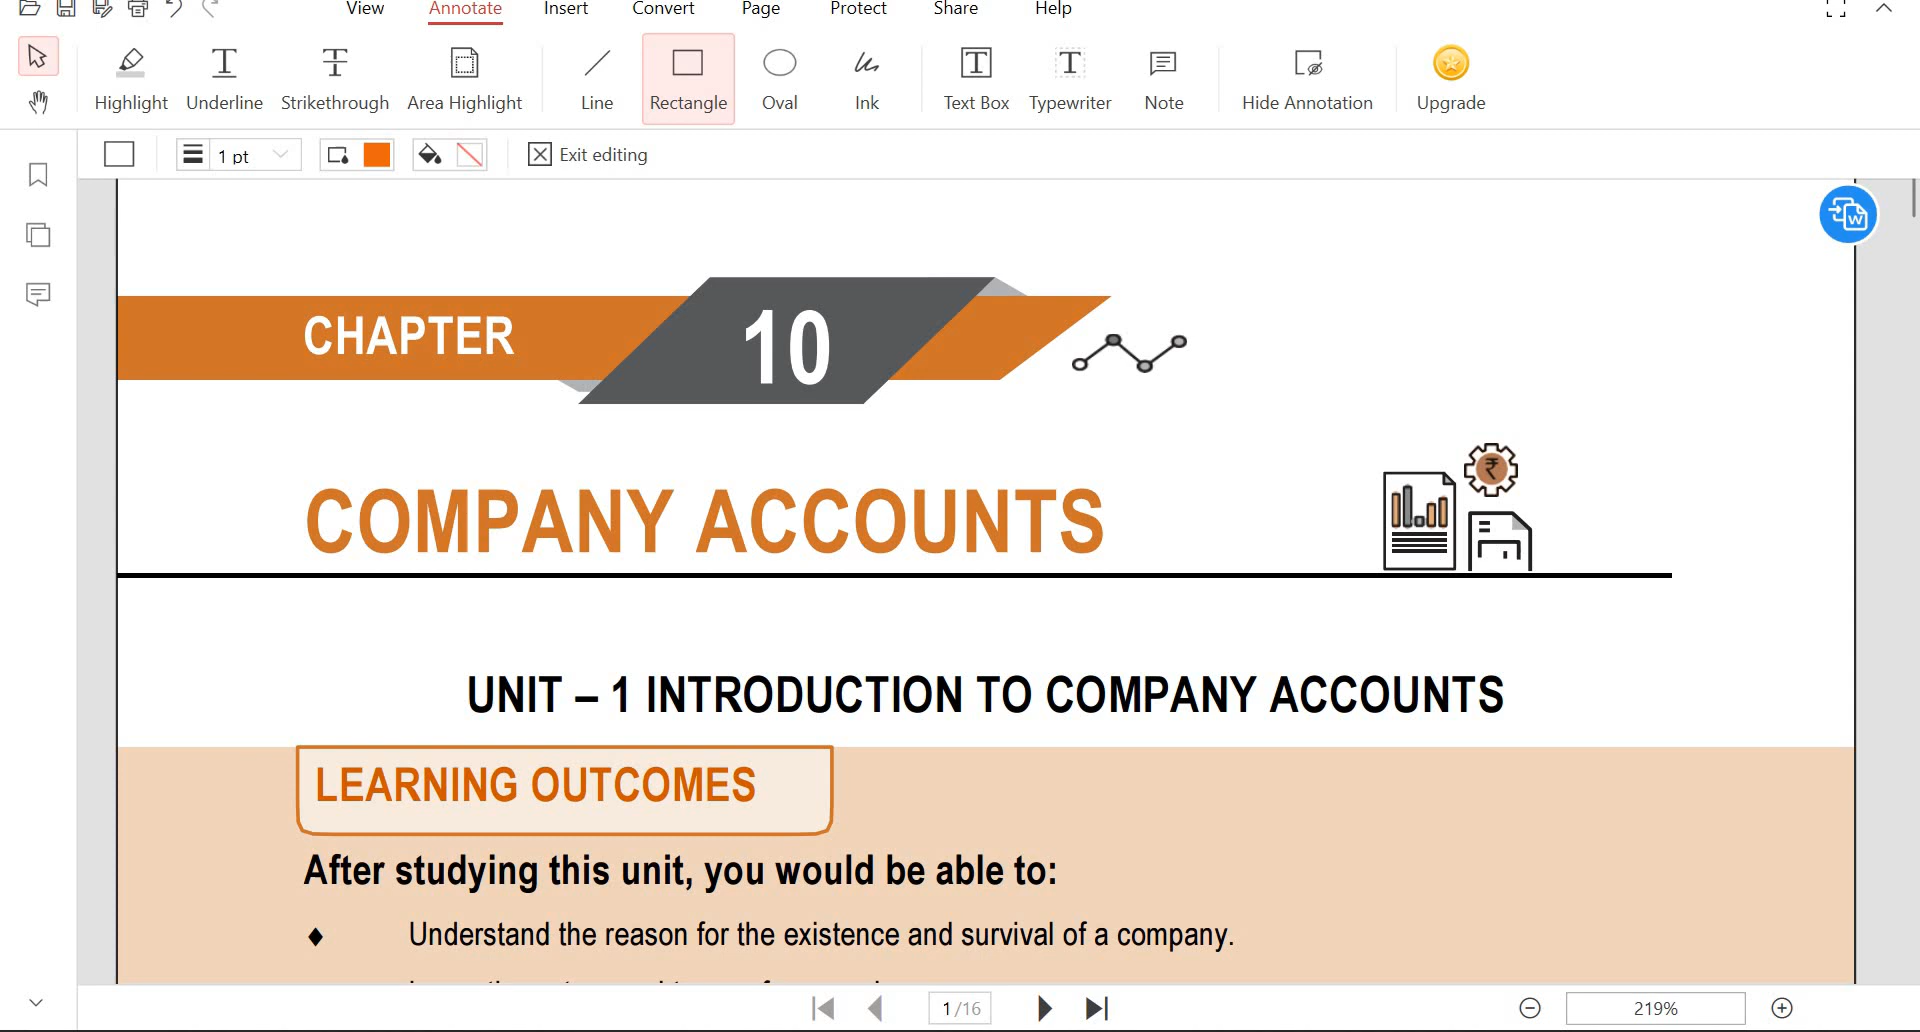 View Annotate Insert Convert Page Protect Share Help
Highlight Underline Strikethrough Area Highlight Line Rectangle Oval Ink Text Box Typewriter Note Hide Annotation Upgrade
1 pt Exit editing
CHAPTER 10
COMPANY ACCOUNTS
UNIT – 1 INTRODUCTION TO COMPANY ACCOUNTS
LEARNING OUTCOMES
After studying this unit, you would be able to:
♦ Understand the reason for the existence and survival of a company.
1 /16 219%